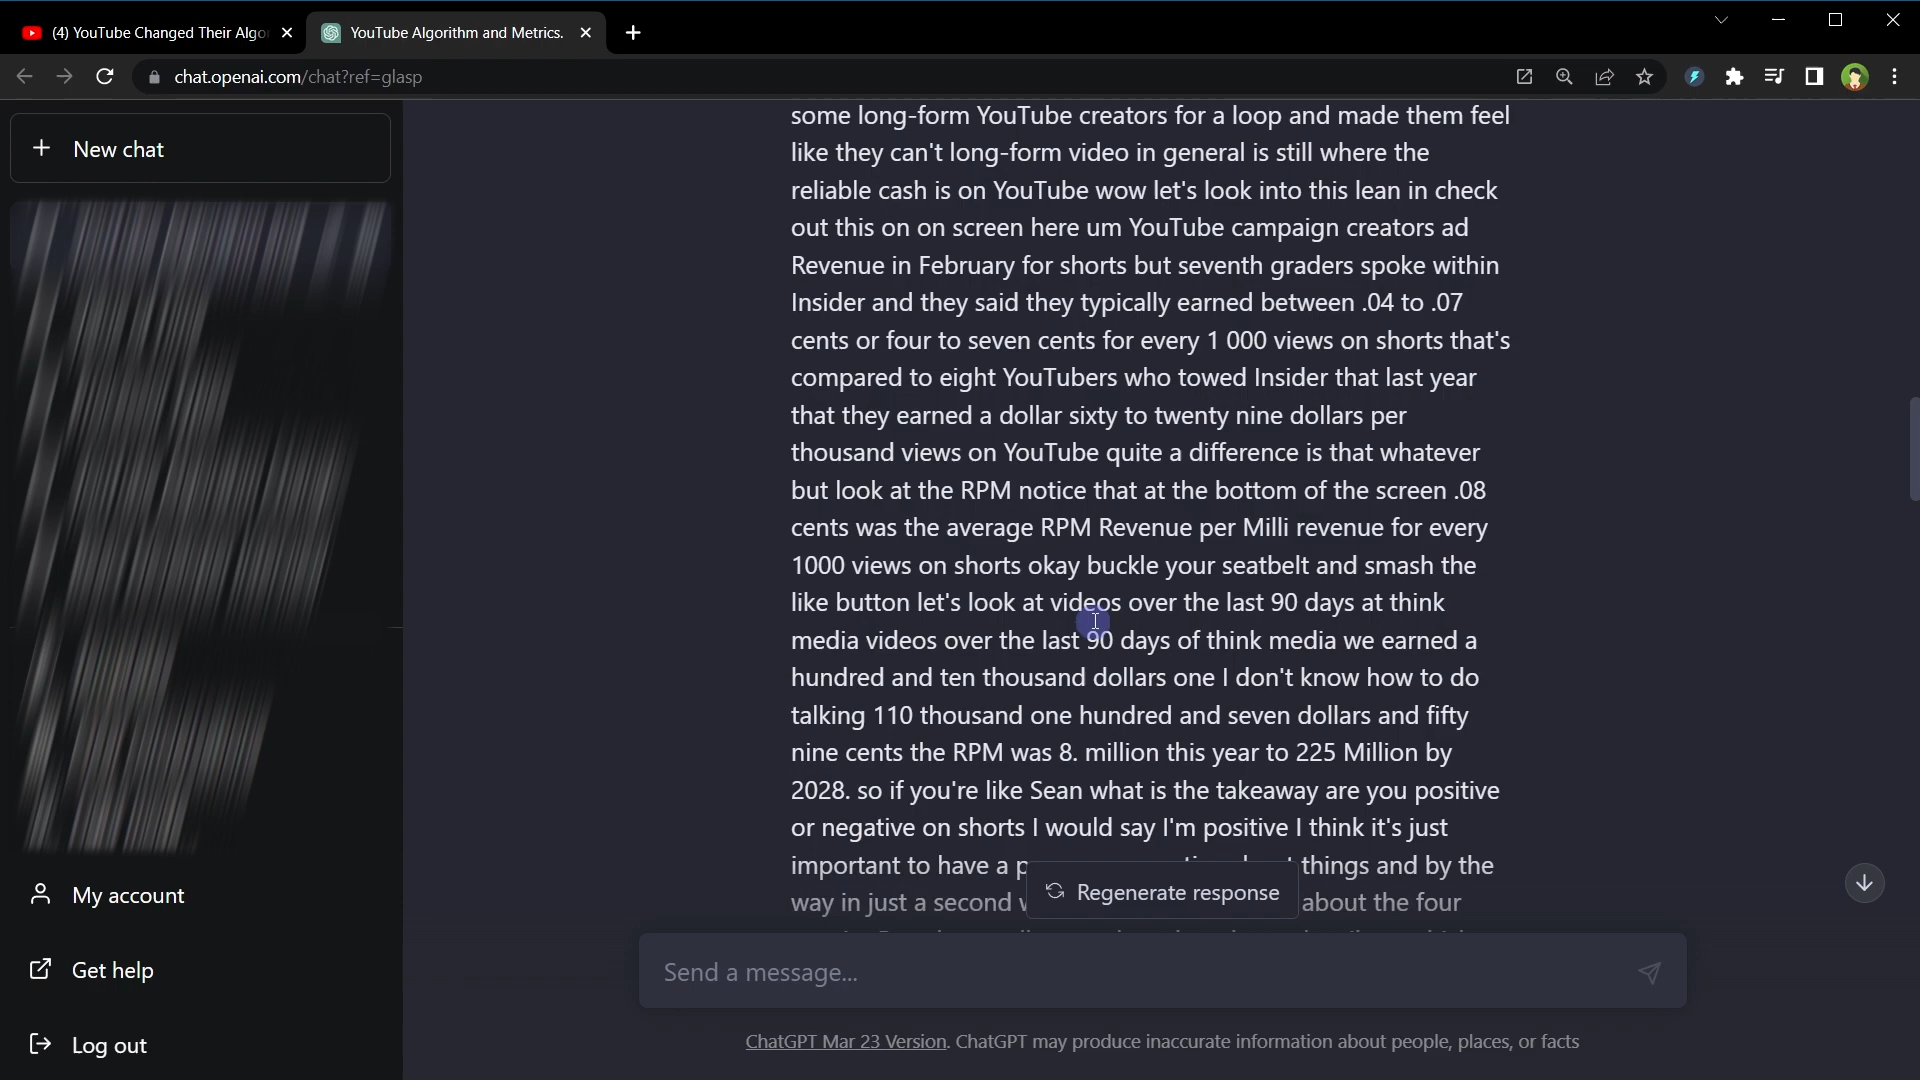 (4) YouTube Changed Their Algo
YouTube Algorithm and Metrics.
chat.openai.com/chat?ref=glasp
New chat
some long-form YouTube creators for a loop and made them feel
like they can't long-form video in general is still where the
reliable cash is on YouTube wow let's look into this lean in check
out this on on screen here um YouTube campaign creators ad
Revenue in February for shorts but seventh graders spoke within
Insider and they said they typically earned between .04 to .07
cents or four to seven cents for every 1 000 views on shorts that's
compared to eight YouTubers who towed Insider that last year
that they earned a dollar sixty to twenty nine dollars per
thousand views on YouTube quite a difference is that whatever
but look at the RPM notice that at the bottom of the screen .08
cents was the average RPM Revenue per Milli revenue for every
1000 views on shorts okay buckle your seatbelt and smash the
like button let's look at videos over the last 90 days at think
media videos over the last 90 days of think media we earned a
hundred and ten thousand dollars one I don't know how to do
talking 110 thousand one hundred and seven dollars and fifty
nine cents the RPM was 8. million this year to 225 Million by
2028. so if you're like Sean what is the takeaway are you positive
or negative on shorts I would say I'm positive I think it's just
important to have a things and by the
way in just a second about the four
Regenerate response
Send a message...
ChatGPT Mar 23 Version. ChatGPT may produce inaccurate information about people, places, or facts
My account
Get help
Log out